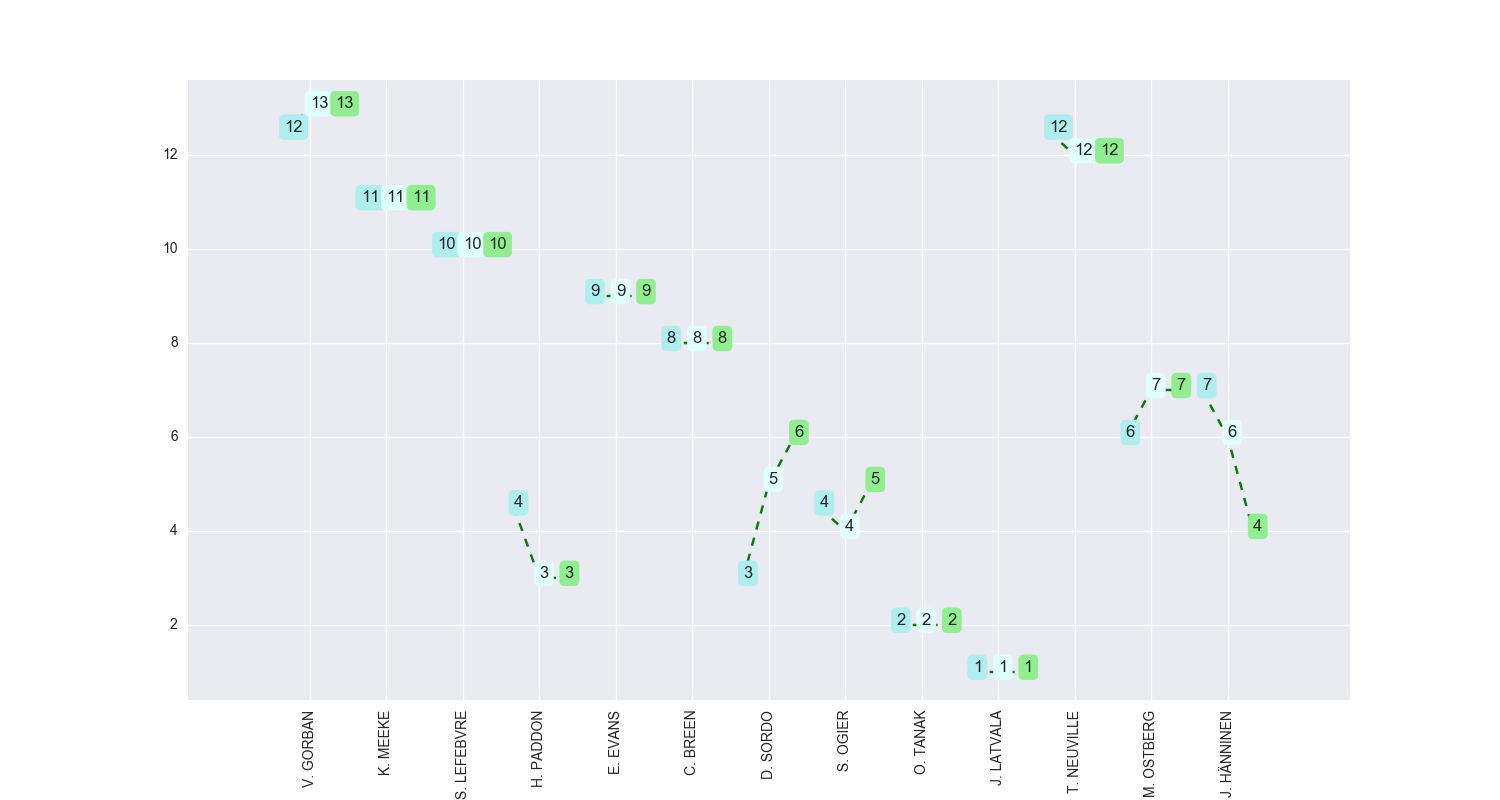 13 13
12 12
12 12 12
11 11 11
10 10 10
10
9 9 9
8 8 8
8
7 7 7
6 6 6 6
5 5
4 4
4 4 4
3 3 3
2 2 2
2
1 1 1
V. GORBAN
K. MEEKE
S. LEFEBVRE
H. PADDON
E. EVANS
C. BREEN
D. SORDO
S. OGIER
O. TANAK
J. LATVALA
T. NEUVILLE
M. OSTBERG
J. HÄNNINEN